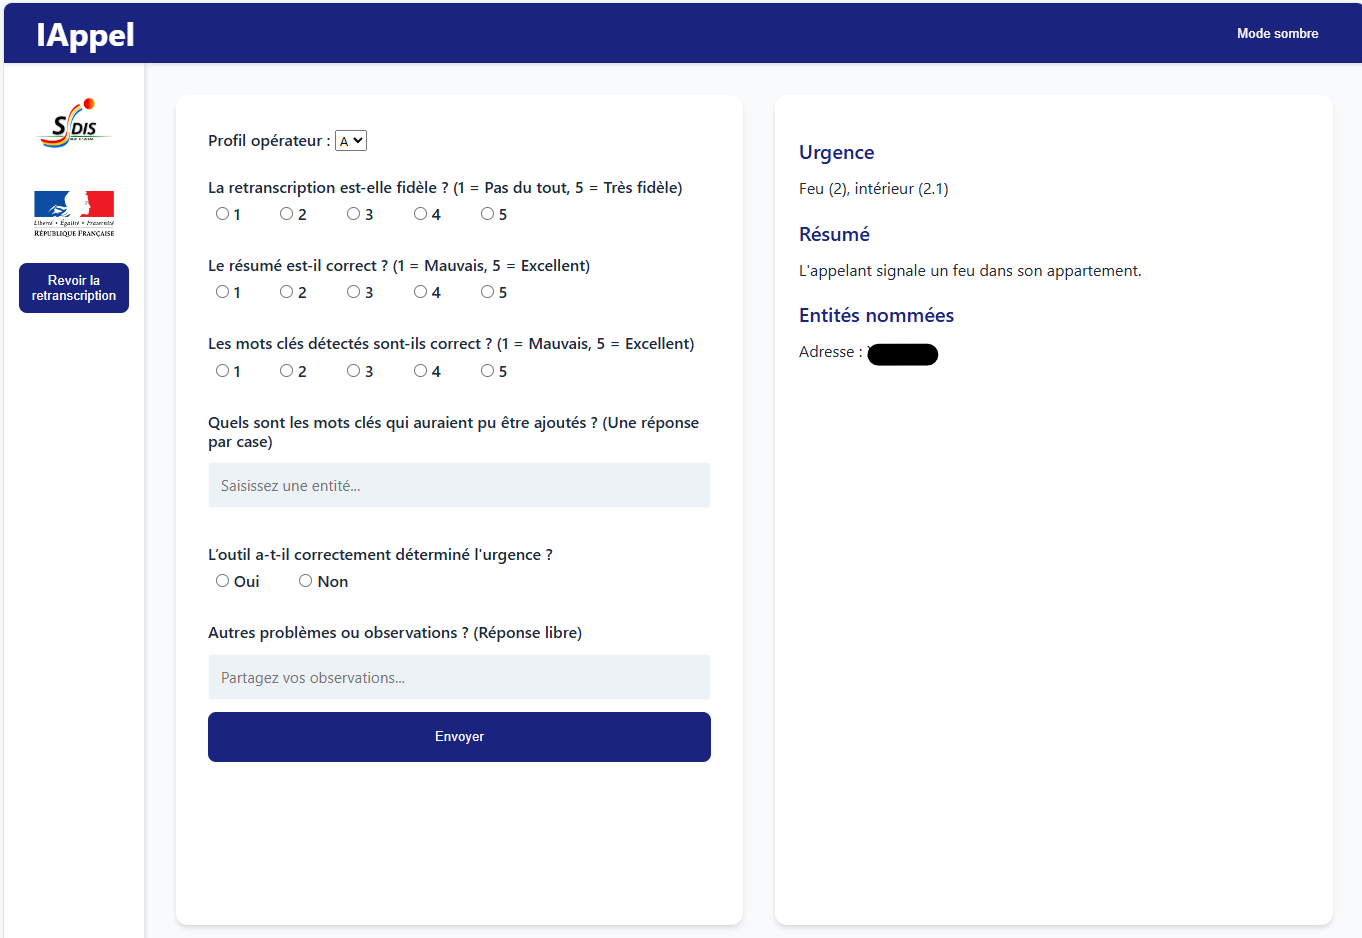 IAppel
Mode sombre
SDIS
DE L'AIN
Liberté • Égalité • Fraternité
RÉPUBLIQUE FRANÇAISE
Revoir la
retranscription
Profil opérateur : A
La retranscription est-elle fidèle ? (1 = Pas du tout, 5 = Très fidèle)
1 2 3 4 5
Le résumé est-il correct ? (1 = Mauvais, 5 = Excellent)
1 2 3 4 5
Les mots clés détectés sont-ils correct ? (1 = Mauvais, 5 = Excellent)
1 2 3 4 5
Quels sont les mots clés qui auraient pu être ajoutés ? (Une réponse
par case)
Saisissez une entité...
L'outil a-t-il correctement déterminé l'urgence ?
Oui Non
Autres problèmes ou observations ? (Réponse libre)
Partagez vos observations...
Envoyer
Urgence
Feu (2), intérieur (2.1)
Résumé
L'appelant signale un feu dans son appartement.
Entités nommées
Adresse :